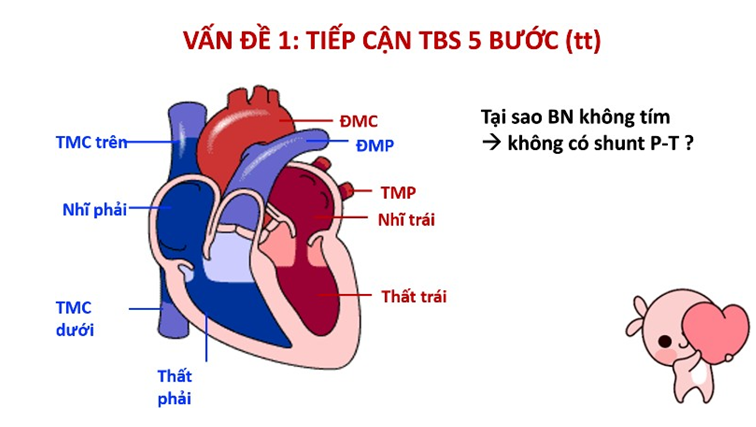 VẤN ĐỀ 1: TIẾP CẬN TBS 5 BƯỚC (tt)
Tại sao BN không tím
→ không có shunt P-T ?
ĐMC
ĐMP
TMC trên
TMP
Nhĩ phải
Nhĩ trái
Thất trái
TMC
dưới
Thất
phải